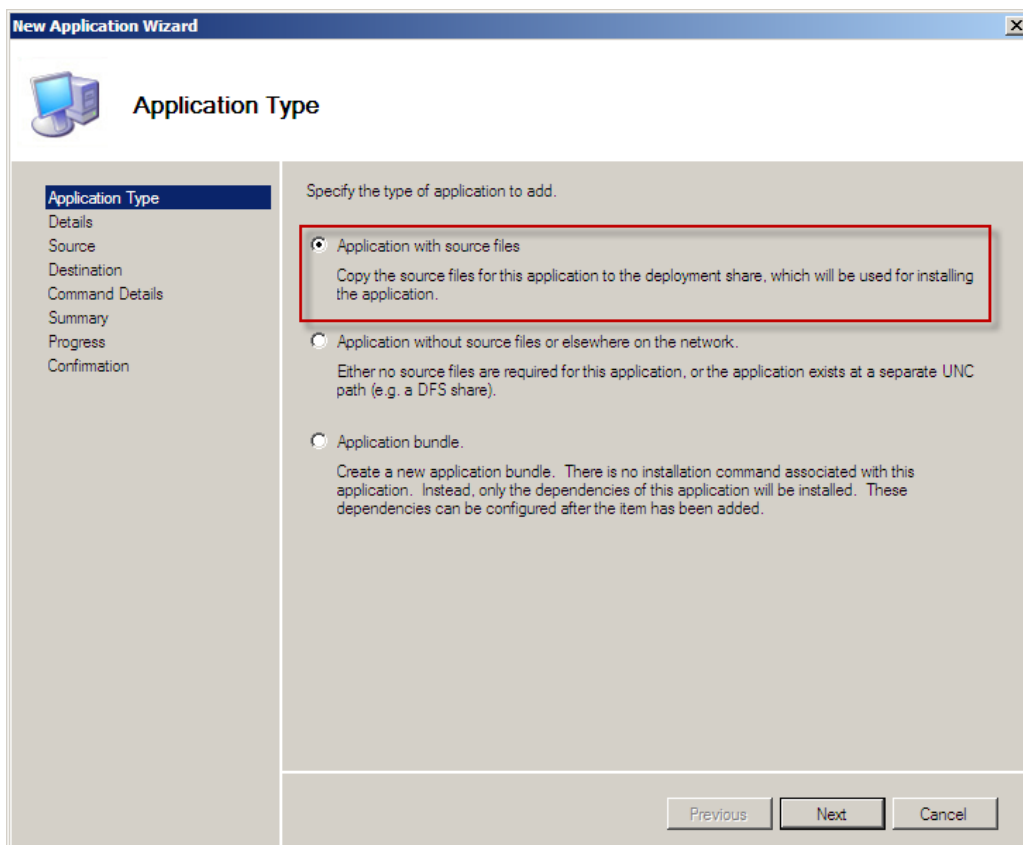 New Application Wizard
Application Type
Application Type
Details
Source
Destination
Command Details
Summary
Progress
Confirmation
Specify the type of application to add.
Application with source files
Copy the source files for this application to the deployment share, which will be used for installing
the application.
Application without source files or elsewhere on the network.
Either no source files are required for this application, or the application exists at a separate UNC
path (e.g. a DFS share).
Application bundle.
Create a new application bundle.  There is no installation command associated with this
application.  Instead, only the dependencies of this application will be installed.  These
dependencies can be configured after the item has been added.
Previous
Next
Cancel